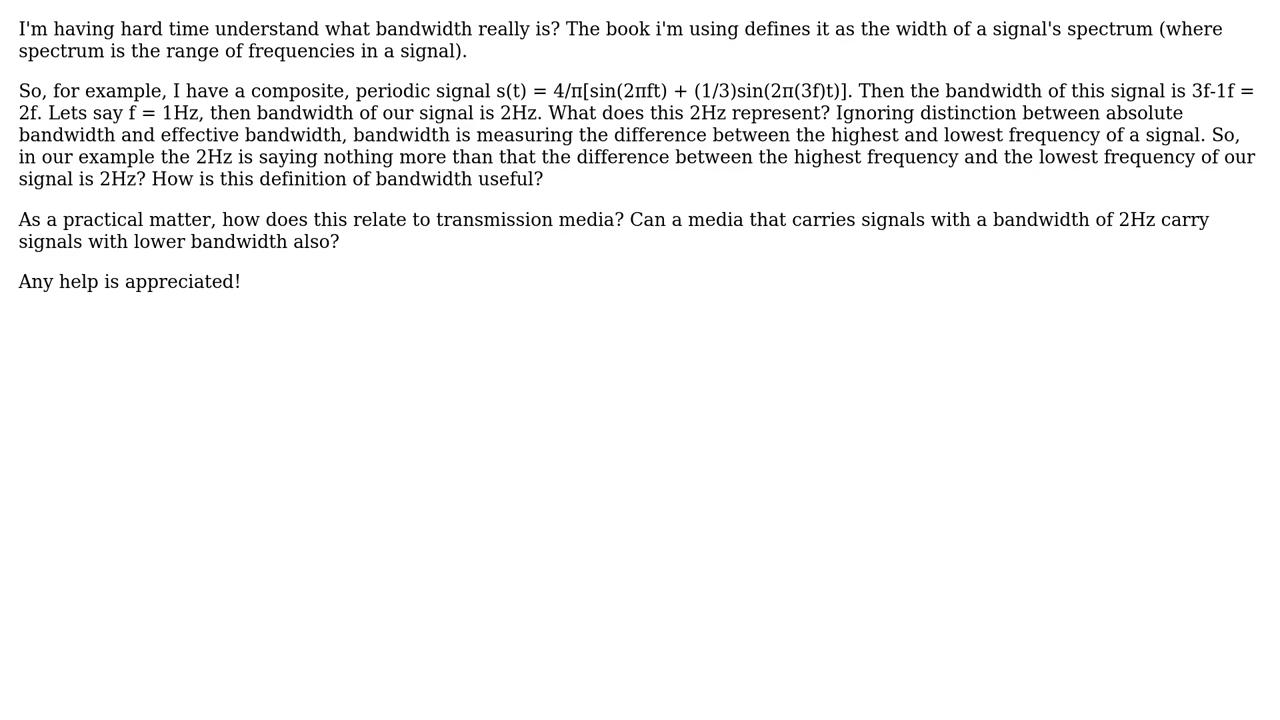 I'm having hard time understand what bandwidth really is? The book i'm using defines it as the width of a signal's spectrum (where
spectrum is the range of frequencies in a signal).
So, for example, I have a composite, periodic signal s(t) = 4/π[sin(2πft) + (1/3)sin(2π(3f)t)]. Then the bandwidth of this signal is 3f-1f =
2f. Lets say f = 1Hz, then bandwidth of our signal is 2Hz. What does this 2Hz represent? Ignoring distinction between absolute
bandwidth and effective bandwidth, bandwidth is measuring the difference between the highest and lowest frequency of a signal. So,
in our example the 2Hz is saying nothing more than that the difference between the highest frequency and the lowest frequency of our
signal is 2Hz? How is this definition of bandwidth useful?
As a practical matter, how does this relate to transmission media? Can a media that carries signals with a bandwidth of 2Hz carry
signals with lower bandwidth also?
Any help is appreciated!